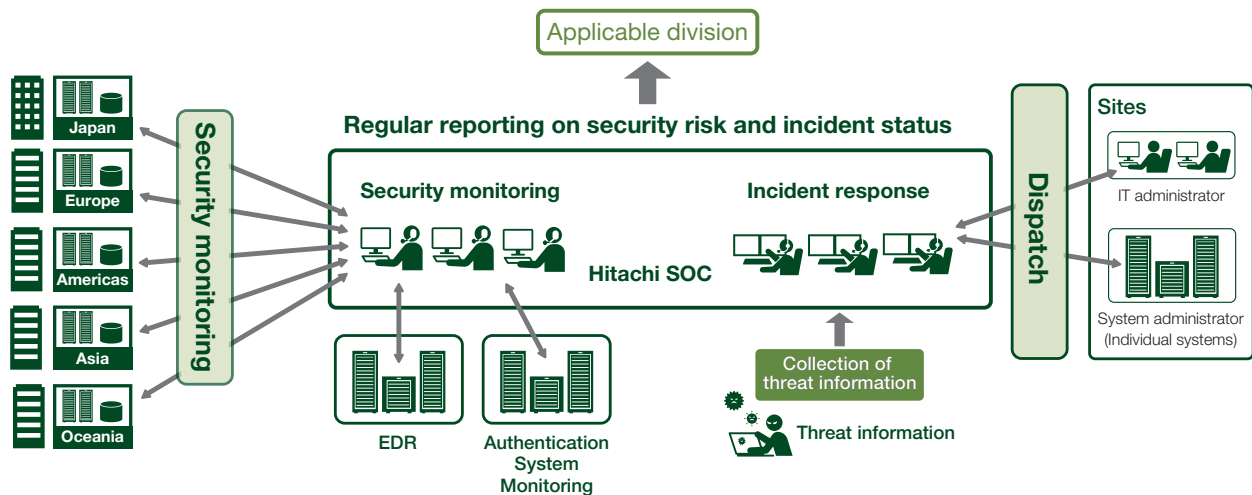 Applicable division
Regular reporting on security risk and incident status
Japan
Europe
Americas
Asia
Oceania
Security monitoring
Security monitoring
Incident response
Hitachi SOC
EDR
Authentication
System
Monitoring
Collection of
threat information
Threat information
Dispatch
Sites
IT administrator
System administrator
(Individual systems)